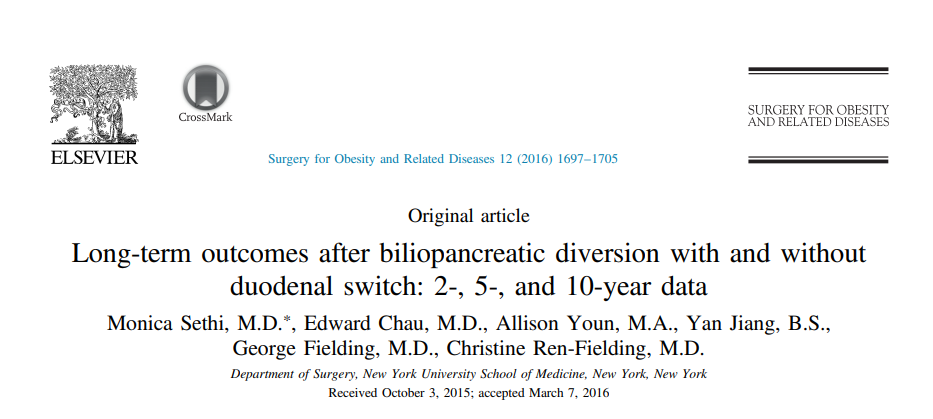 ELSEVIER
CrossMark
SURGERY FOR OBESITY
AND RELATED DISEASES
Surgery for Obesity and Related Diseases 12 (2016) 1697–1705
Original article
Long-term outcomes after biliopancreatic diversion with and without
duodenal switch: 2-, 5-, and 10-year data
Monica Sethi, M.D.*, Edward Chau, M.D., Allison Youn, M.A., Yan Jiang, B.S.,
George Fielding, M.D., Christine Ren-Fielding, M.D.
Department of Surgery, New York University School of Medicine, New York, New York
Received October 3, 2015; accepted March 7, 2016